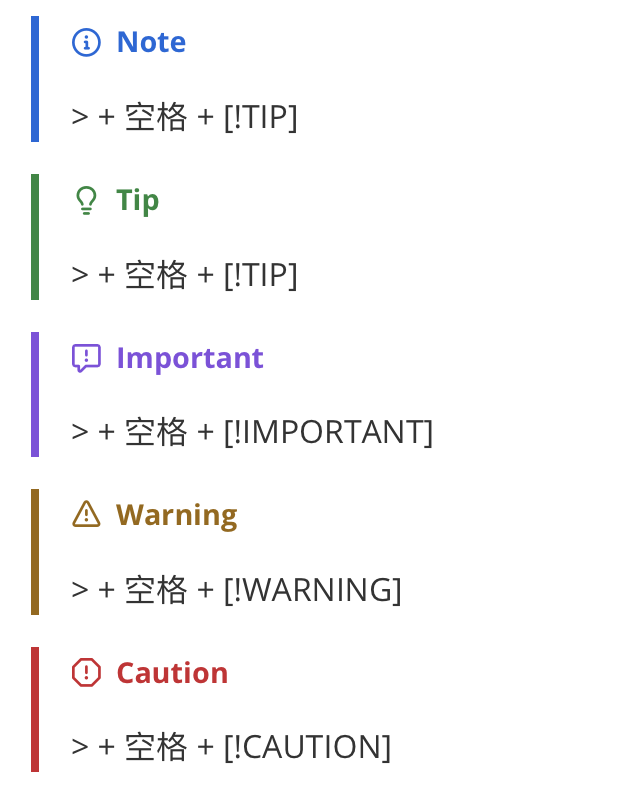 Note
> + 空格 + [!TIP]
Tip
> + 空格 + [!TIP]
Important
> + 空格 + [!IMPORTANT]
Warning
> + 空格 + [!WARNING]
Caution
> + 空格 + [!CAUTION]